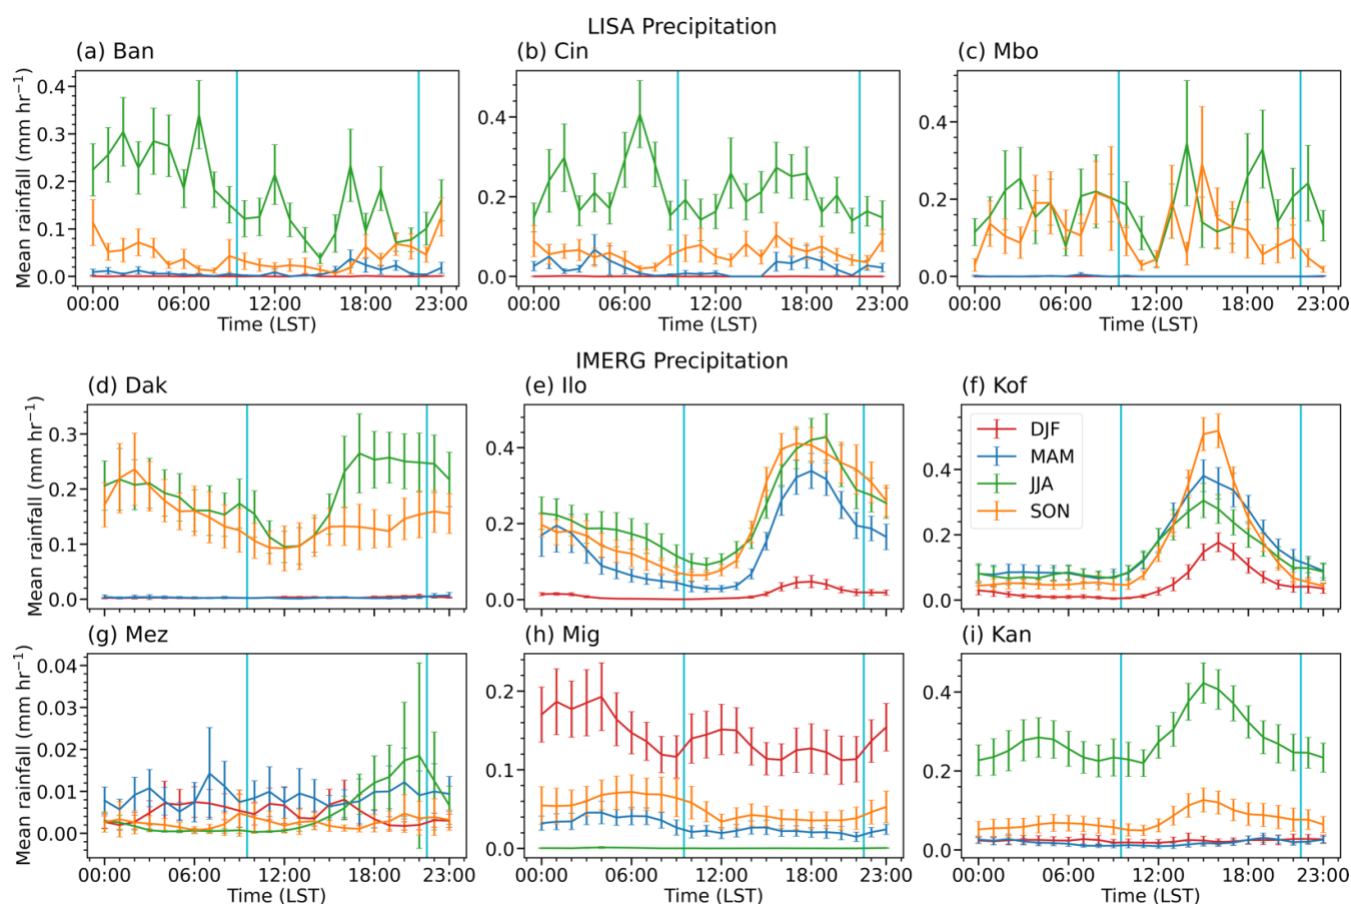 LISA Precipitation
(a) Ban
(b) Cin
(c) Mbo
Mean rainfall (mm hr⁻¹)
0.4
0.3
0.2
0.1
0.0
0.4
0.2
0.0
0.4
0.2
0.0
00:00 06:00 12:00 18:00 23:00
00:00 06:00 12:00 18:00 23:00
00:00 06:00 12:00 18:00 23:00
Time (LST)
Time (LST)
Time (LST)
IMERG Precipitation
(d) Dak
(e) Ilo
(f) Kof
Mean rainfall (mm hr⁻¹)
0.3
0.2
0.1
0.0
0.4
0.2
0.0
0.4
0.2
0.0
DJF
MAM
JJA
SON
(g) Mez
(h) Mig
(i) Kan
Mean rainfall (mm hr⁻¹)
0.04
0.03
0.02
0.01
0.00
0.2
0.1
0.0
0.4
0.2
0.0
00:00 06:00 12:00 18:00 23:00
00:00 06:00 12:00 18:00 23:00
00:00 06:00 12:00 18:00 23:00
Time (LST)
Time (LST)
Time (LST)